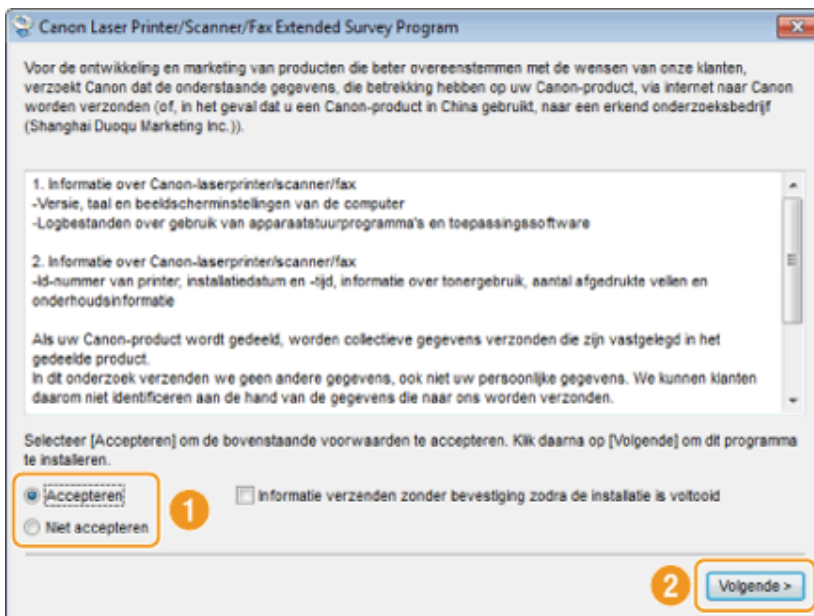 Canon Laser Printer/Scanner/Fax Extended Survey Program
Voor de ontwikkeling en marketing van producten die beter overeenstemmen met de wensen van onze klanten,
verzoekt Canon dat de onderstaande gegevens, die betrekking hebben op uw Canon-product, via internet naar Canon
worden verzonden (of, in het geval dat u een Canon-product in China gebruikt, naar een erkend onderzoeksbedrijf
(Shanghai Duoqu Marketing Inc.)).
1. Informatie over Canon-laserprinter/scanner/fax
-Versie, taal en beeldscherminstellingen van de computer
-Logbestanden over gebruik van apparaatstuurprogramma's en toepassingssoftware
2. Informatie over Canon-laserprinter/scanner/fax
-Id-nummer van printer, installatiedatum en -tijd, informatie over tonergebruik, aantal afgedrukte vellen en
onderhoudsinformatie
Als uw Canon-product wordt gedeeld, worden collectieve gegevens verzonden die zijn vastgelegd in het
gedeelde product.
In dit onderzoek verzenden we geen andere gegevens, ook niet uw persoonlijke gegevens. We kunnen klanten
daarom niet identificeren aan de hand van de gegevens die naar ons worden verzonden.
Selecteer [Accepteren] om de bovenstaande voorwaarden te accepteren. Klik daarna op [Volgende] om dit programma
te installeren.
Accepteren
1
Informatie verzenden zonder bevestiging zodra de installatie is voltooid
Niet accepteren
2
Volgende >